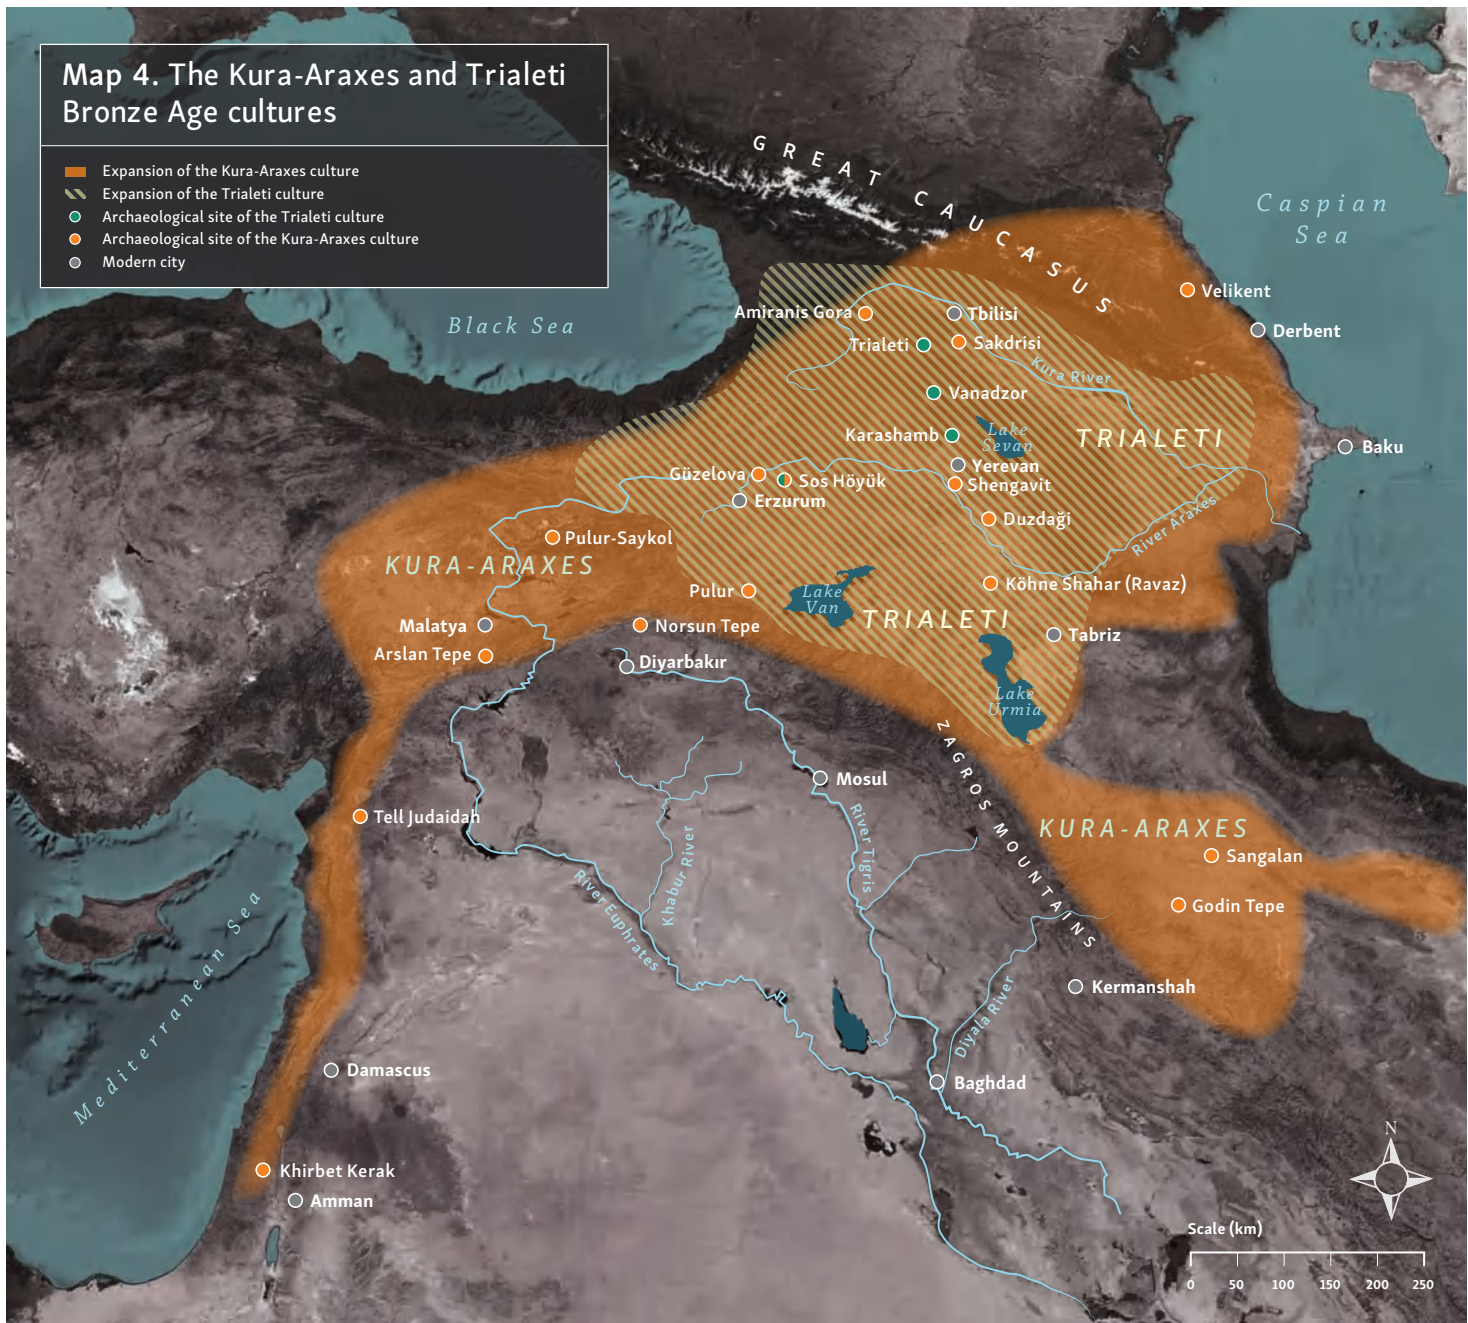 Map 4. The Kura-Araxes and Trialeti
Bronze Age cultures
Expansion of the Kura-Araxes culture
Expansion of the Trialeti culture
Archaeological site of the Trialeti culture
Archaeological site of the Kura-Araxes culture
Modern city
GREAT CAUCASUS
Caspian
Sea
Black Sea
Velikent
Derbent
Amiranis Gora
Tbilisi
Trialeti
Sakdrisi
Kura River
Vanadzor
Karashamb
Lake
Sevan
TRIALETI
Baku
Yerevan
Güzelova
Sos Höyük
Shengavit
Erzurum
Duzdaği
River Araxes
Pulur-Saykol
KURA-ARAXES
Köhne Shahar (Ravaz)
Pulur
Lake
Van
TRIALETI
Malatya
Norsun Tepe
Tabriz
Arslan Tepe
Diyarbakır
Lake
Urmia
ZAGROS MOUNTAINS
Mosul
Tell Judaidah
River Tigris
KURA-ARAXES
Sangalan
Khabur River
River Euphrates
Godin Tepe
Mediterranean Sea
Kermanshah
Diyala River
Damascus
Baghdad
Khirbet Kerak
Amman
N
Scale (km)
0 50 100 150 200 250